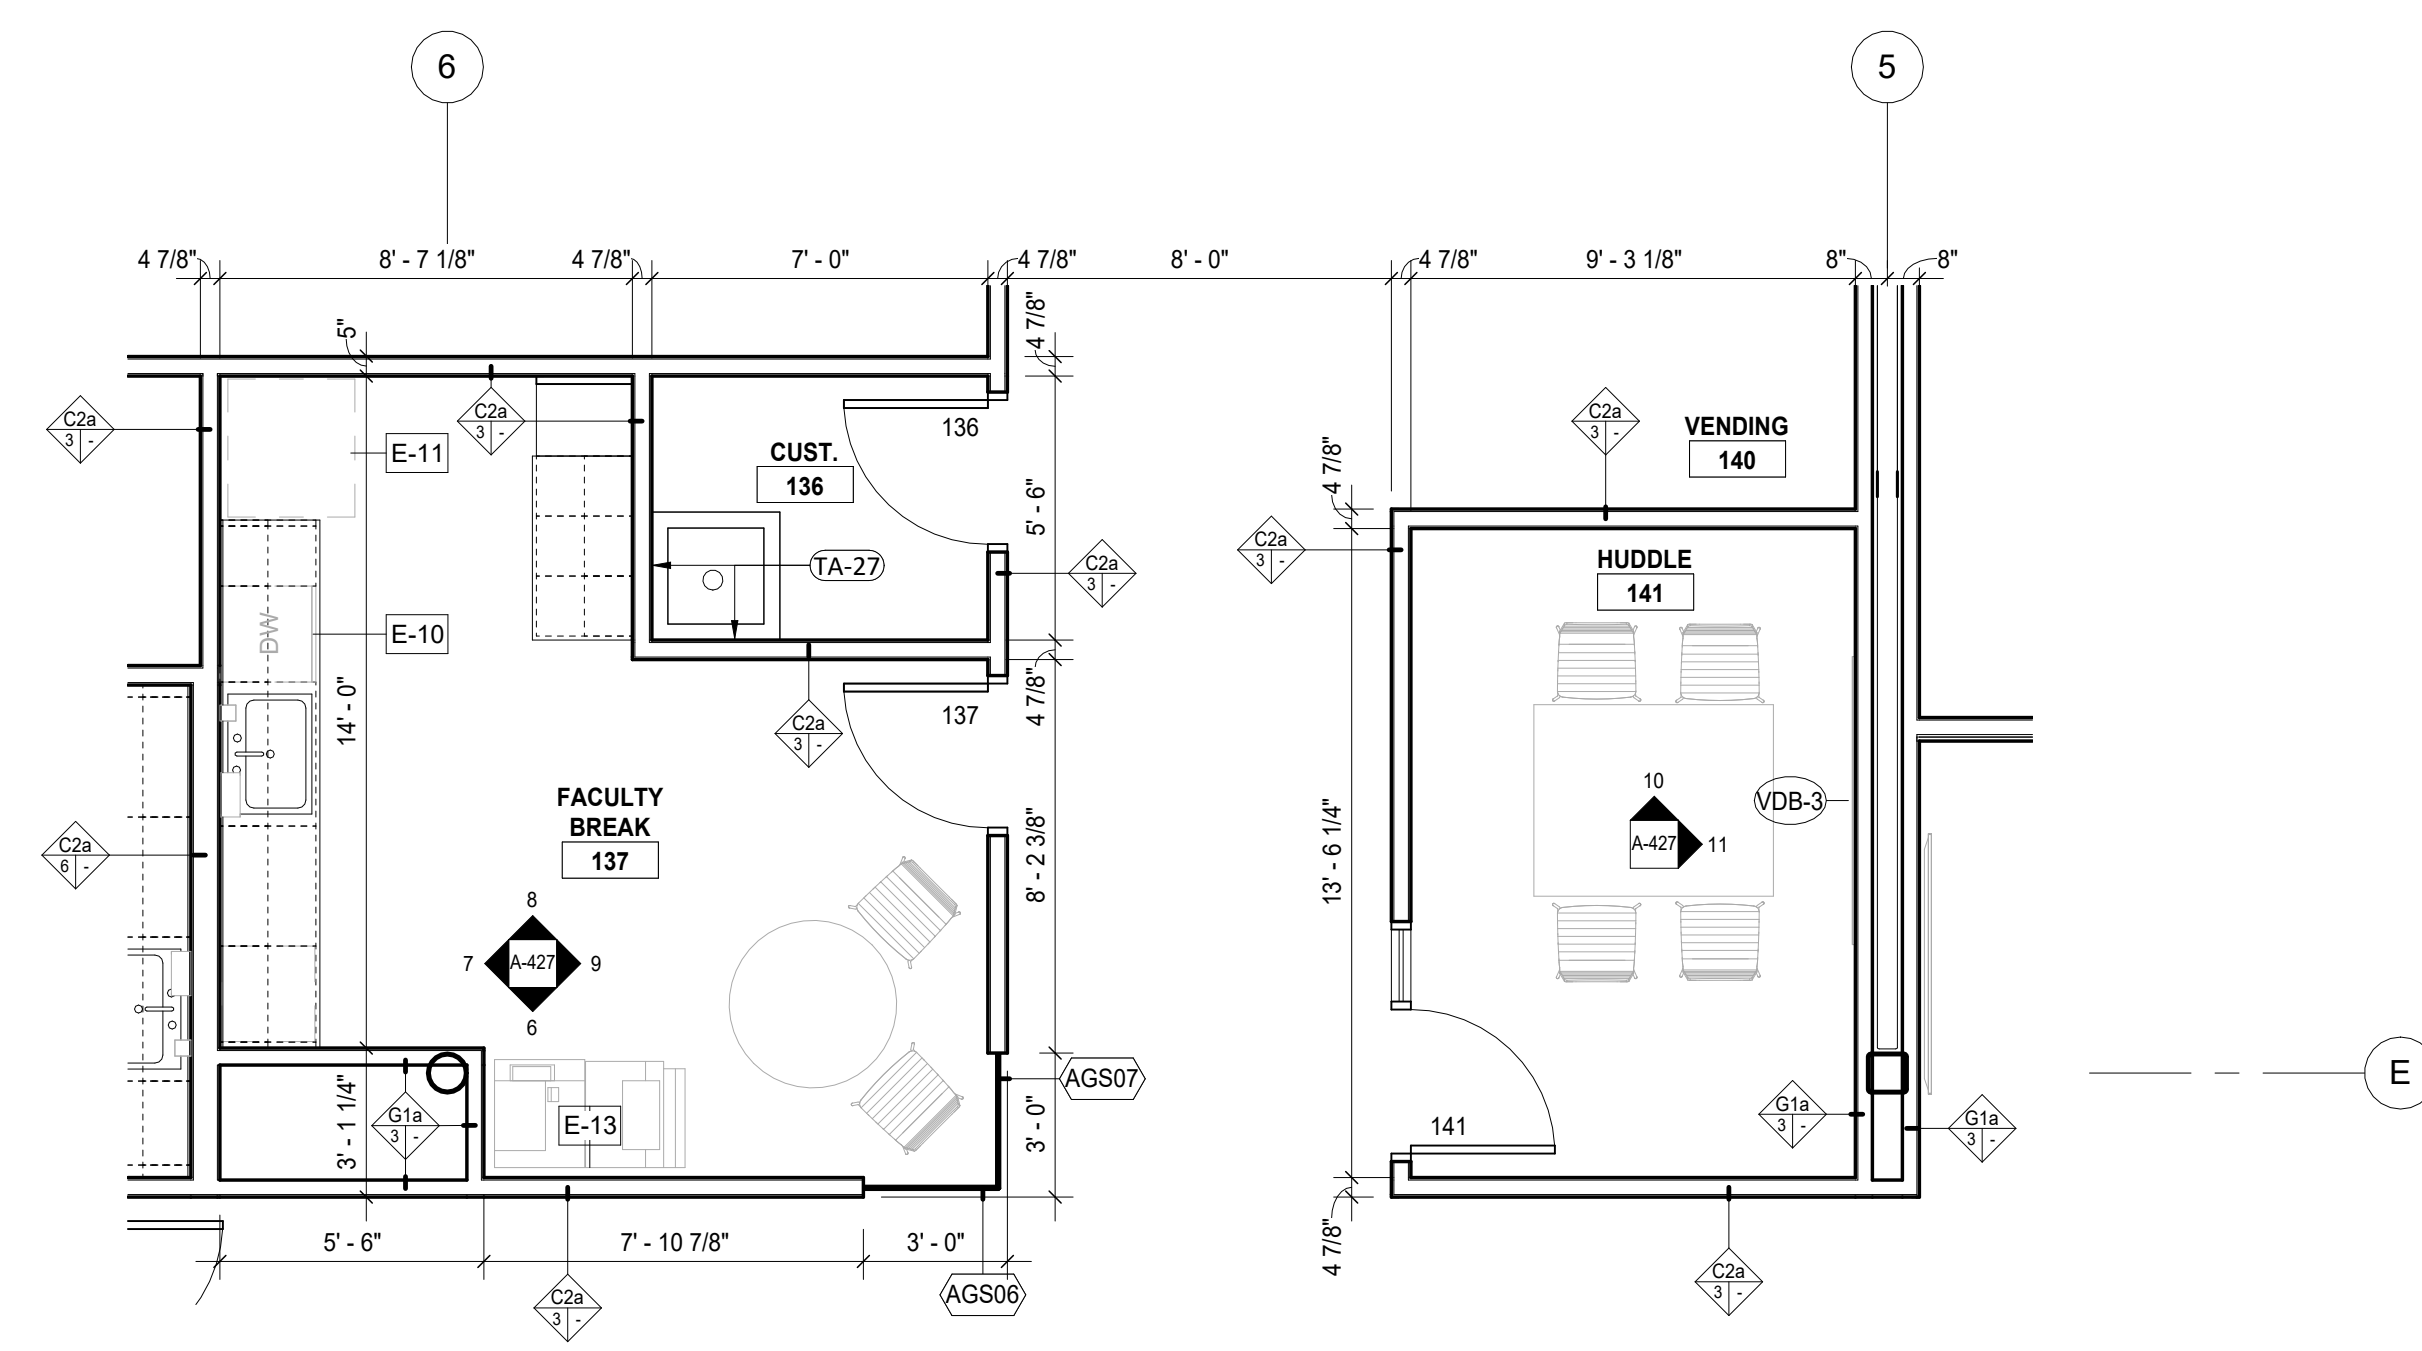 6
5
4 7/8"
8' - 7 1/8"
4 7/8"
7' - 0"
4 7/8"
8' - 0"
4 7/8"
9' - 3 1/8"
8"
8"
5"
4 7/8"
C2a
3 -
C2a
3 -
E-11
136
CUST.
136
C2a
3 -
VENDING
140
4 7/8"
5' - 6"
C2a
3 -
C2a
3 -
HUDDLE
141
TA-27
DW
E-10
14' - 0"
4 7/8"
137
C2a
3 -
FACULTY
BREAK
137
8' - 2 3/8"
10
A-427
11
VDB-3
13' - 6 1/4"
C2a
6 -
8
7
A-427
9
6
E
AGS07
G1a
3 -
E-13
3' - 1 1/4"
3' - 0"
141
G1a
3 -
G1a
3 -
5' - 6"
7' - 10 7/8"
3' - 0"
4 7/8"
C2a
3 -
AGS06
C2a
3 -